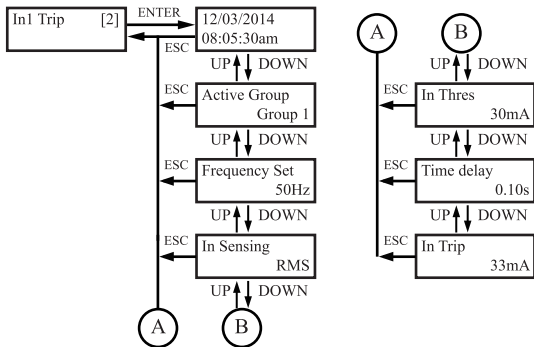 In1 Trip [2]
ENTER
ESC
12/03/2014
08:05:30am
UP DOWN
ESC
Active Group
Group 1
UP DOWN
ESC
Frequency Set
50Hz
UP DOWN
ESC
In Sensing
RMS
UP DOWN
A
B
A
B
UP DOWN
ESC
In Thres
30mA
UP DOWN
ESC
Time delay
0.10s
UP DOWN
ESC
In Trip
33mA